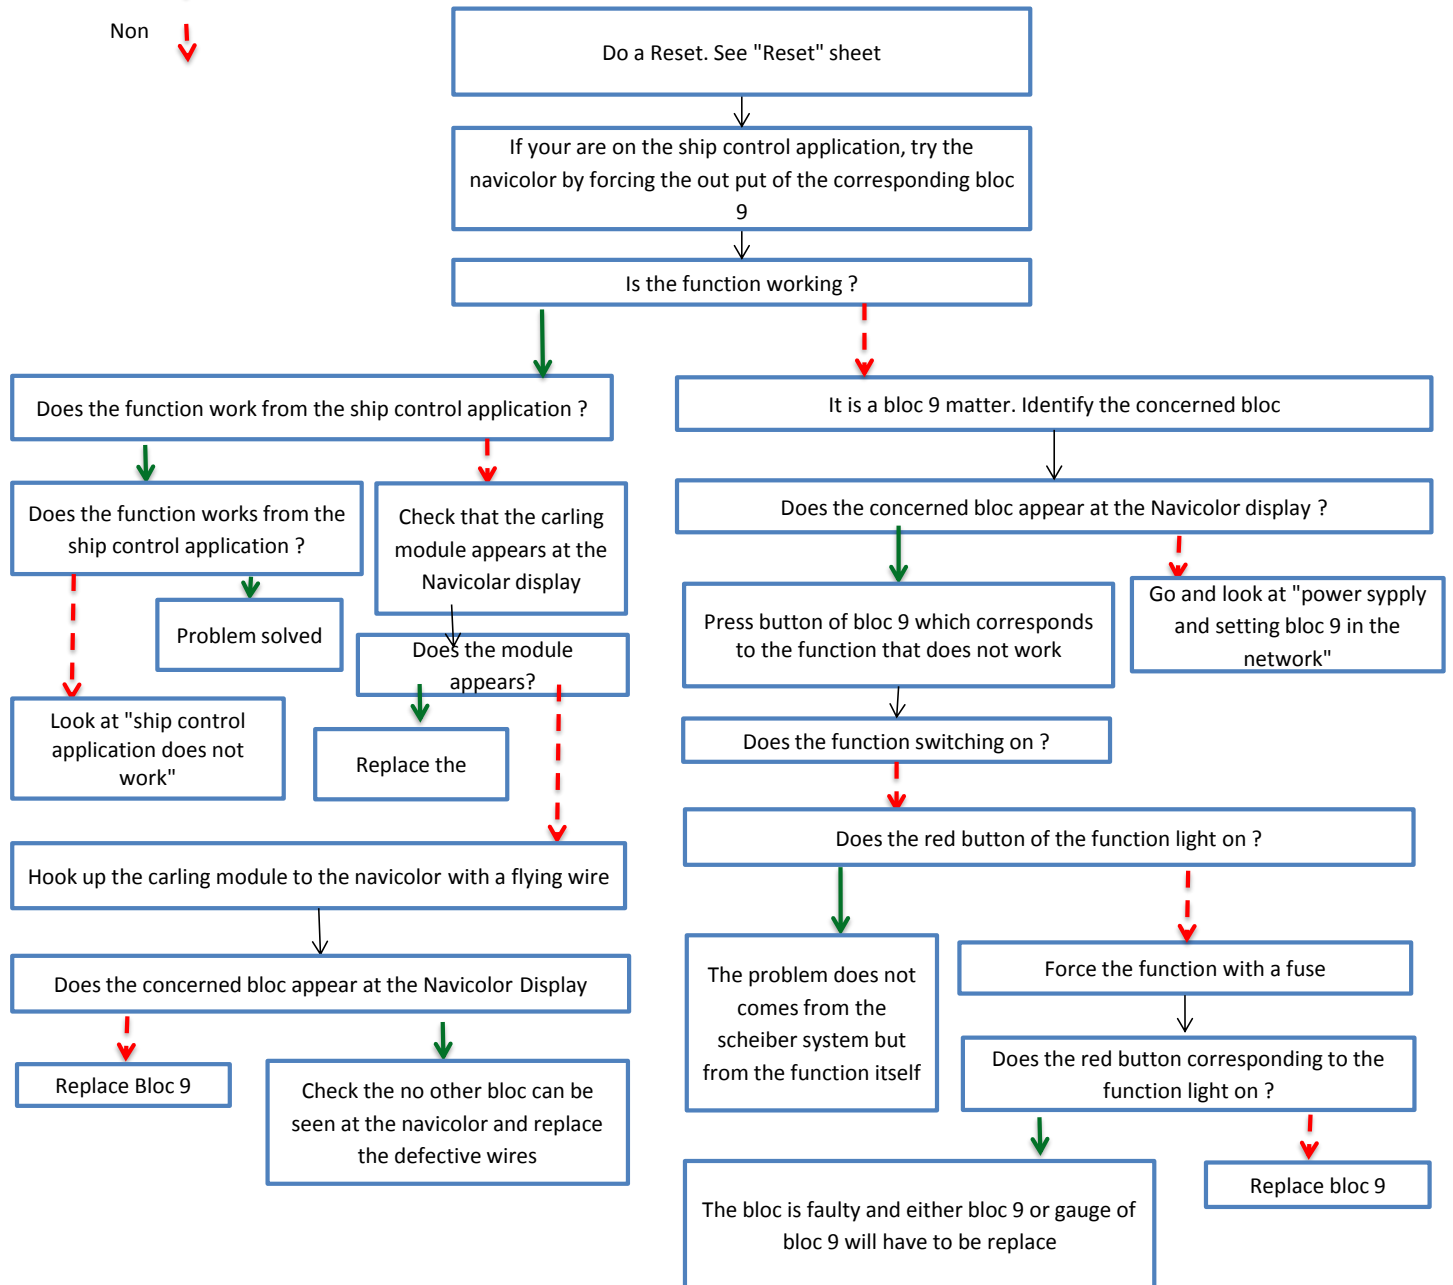 Non
Do a Reset. See "Reset" sheet
If your are on the ship control application, try the
navicolor by forcing the out put of the corresponding bloc
9
Is the function working ?
Does the function work from the ship control application ?
It is a bloc 9 matter. Identify the concerned bloc
Does the function works from the
ship control application ?
Check that the carling
module appears at the
Navicolar display
Does the concerned bloc appear at the Navicolor display ?
Problem solved
Press button of bloc 9 which corresponds
to the function that does not work
Go and look at "power sypply
and setting bloc 9 in the
network"
Does the module
appears?
Look at "ship control
application does not
work"
Replace the
Does the function switching on ?
Does the red button of the function light on ?
Hook up the carling module to the navicolor with a flying wire
The problem does not
comes from the
scheiber system but
from the function itself
Force the function with a fuse
Does the concerned bloc appear at the Navicolor Display
Does the red button corresponding to the
function light on ?
Replace Bloc 9
Check the no other bloc can be
seen at the navicolor and replace
the defective wires
The bloc is faulty and either bloc 9 or gauge of
bloc 9 will have to be replace
Replace bloc 9